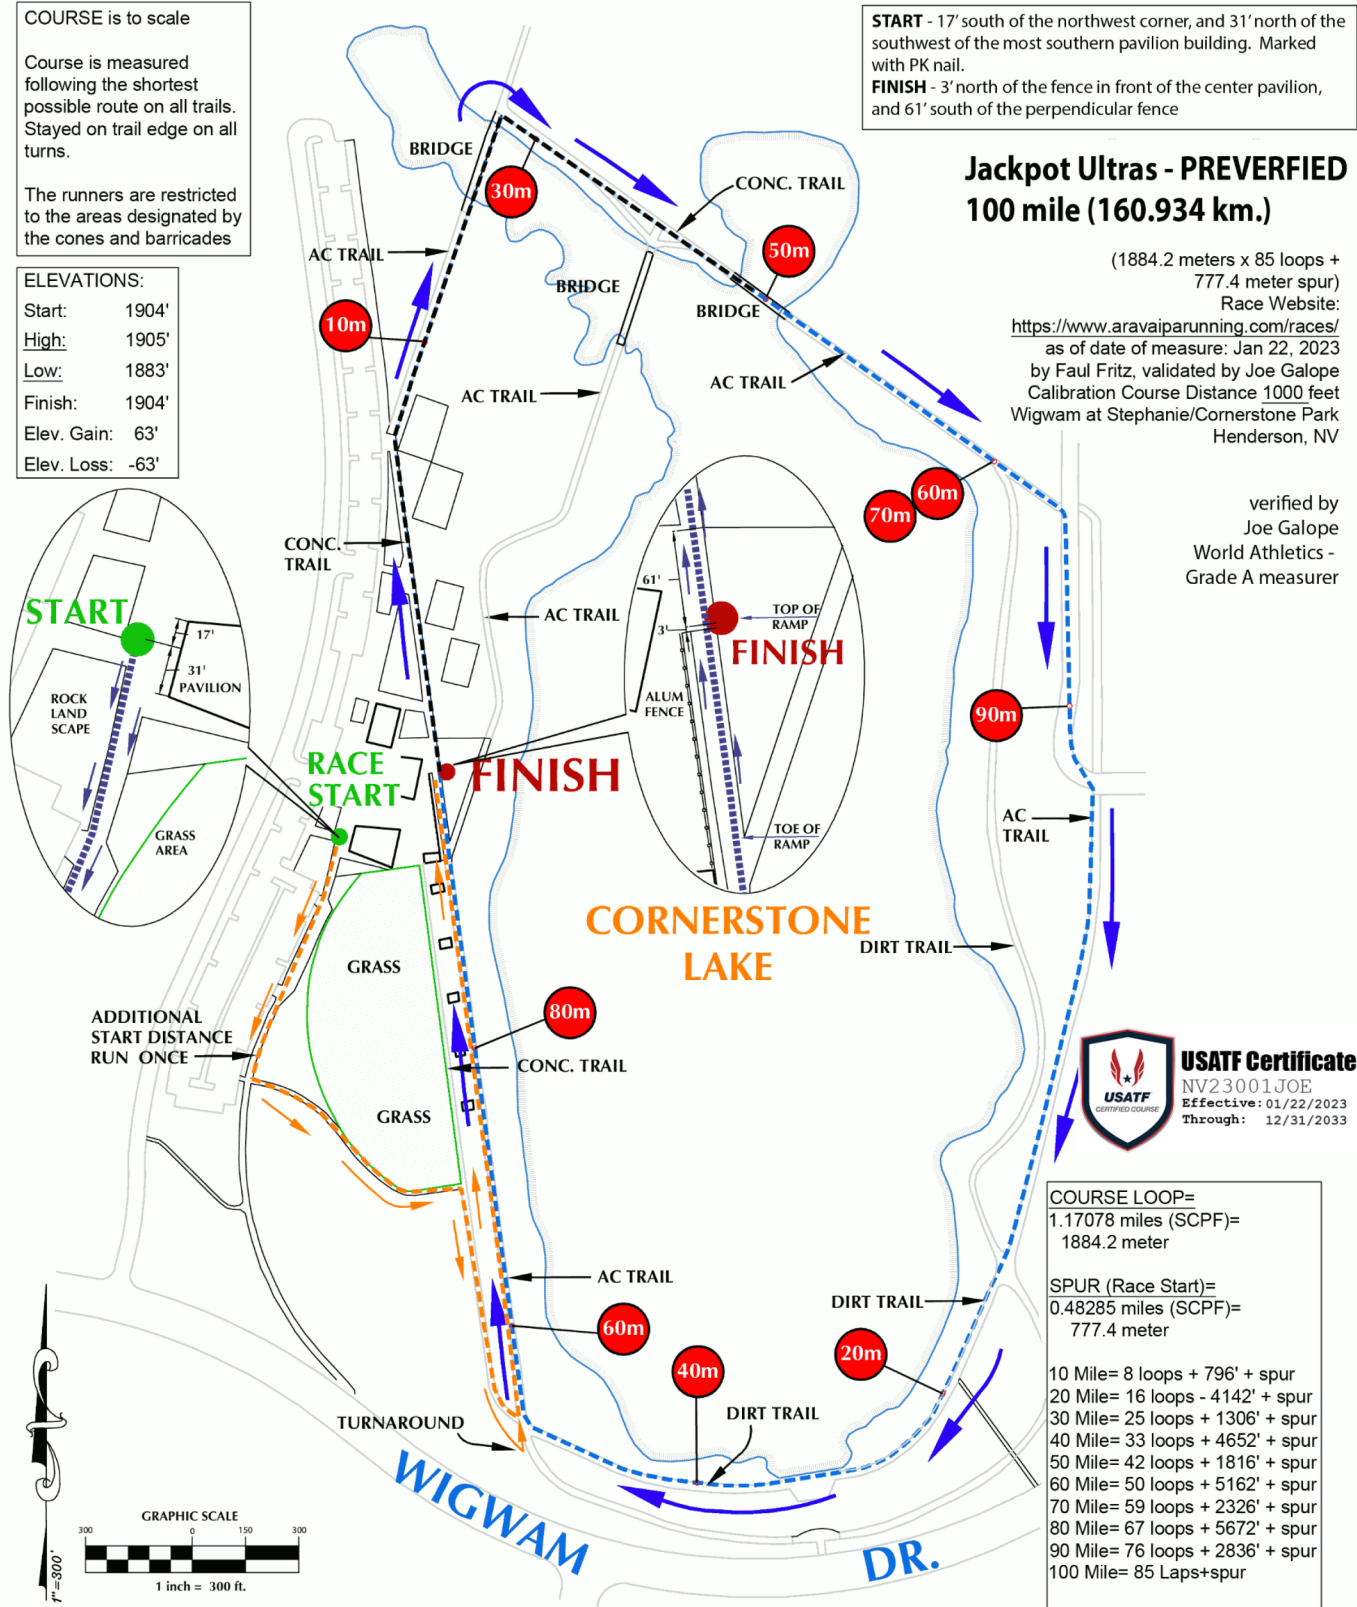 COURSE is to scale
Course is measured
following the shortest
possible route on all trails.
Stayed on trail edge on all
turns.
The runners are restricted
to the areas designated by
the cones and barricades
ELEVATIONS:
Start: 1904'
High: 1905'
Low: 1883'
Finish: 1904'
Elev. Gain: 63'
Elev. Loss: -63'
START - 17' south of the northwest corner, and 31' north of the
southwest of the most southern pavilion building. Marked
with PK nail.
FINISH - 3' north of the fence in front of the center pavilion,
and 61' south of the perpendicular fence
Jackpot Ultras - PREVERFIED
100 mile (160.934 km.)
(1884.2 meters x 85 loops +
777.4 meter spur)
Race Website:
https://www.aravaiparunning.com/races/
as of date of measure: Jan 22, 2023
by Faul Fritz, validated by Joe Galope
Calibration Course Distance 1000 feet
Wigwam at Stephanie/Cornerstone Park
Henderson, NV
verified by
Joe Galope
World Athletics -
Grade A measurer
BRIDGE
30m
CONC. TRAIL
AC TRAIL
50m
BRIDGE
BRIDGE
10m
AC TRAIL
AC TRAIL
60m
70m
CONC.
TRAIL
START
17'
31'
PAVILION
ROCK
LAND
SCAPE
GRASS
AREA
AC TRAIL
61'
3'
TOP OF
RAMP
FINISH
ALUM
FENCE
TOE OF
RAMP
90m
RACE
START
FINISH
AC
TRAIL
CORNERSTONE
LAKE
DIRT TRAIL
GRASS
80m
ADDITIONAL
START DISTANCE
RUN ONCE
CONC. TRAIL
GRASS
USATF
CERTIFIED COURSE
USATF Certificate
NV23001JOE
Effective: 01/22/2023
Through: 12/31/2033
AC TRAIL
DIRT TRAIL
60m
40m
20m
TURNAROUND
DIRT TRAIL
WIGWAM
DR.
COURSE LOOP=
1.17078 miles (SCPF)=
1884.2 meter
SPUR (Race Start)=
0.48285 miles (SCPF)=
777.4 meter
10 Mile= 8 loops + 796' + spur
20 Mile= 16 loops - 4142' + spur
30 Mile= 25 loops + 1306' + spur
40 Mile= 33 loops + 4652' + spur
50 Mile= 42 loops + 1816' + spur
60 Mile= 50 loops + 5162' + spur
70 Mile= 59 loops + 2326' + spur
80 Mile= 67 loops + 5672' + spur
90 Mile= 76 loops + 2836' + spur
100 Mile= 85 Laps+spur
1"=300'
GRAPHIC SCALE
300 0 150 300
1 inch = 300 ft.